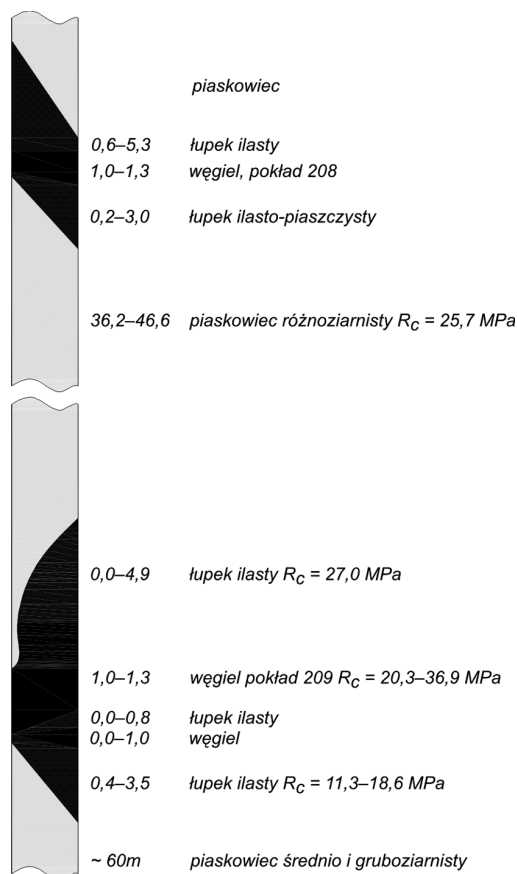 piaskowiec
0,6–5,3 łupek ilasty
1,0–1,3 węgiel, pokład 208
0,2–3,0 łupek ilasto-piaszczysty
36,2–46,6 piaskowiec różnoziarnisty Rc = 25,7 MPa
0,0–4,9 łupek ilasty Rc = 27,0 MPa
1,0–1,3 węgiel pokład 209 Rc = 20,3–36,9 MPa
0,0–0,8 łupek ilasty
0,0–1,0 węgiel
0,4–3,5 łupek ilasty Rc = 11,3–18,6 MPa
~ 60m piaskowiec średnio i gruboziarnisty